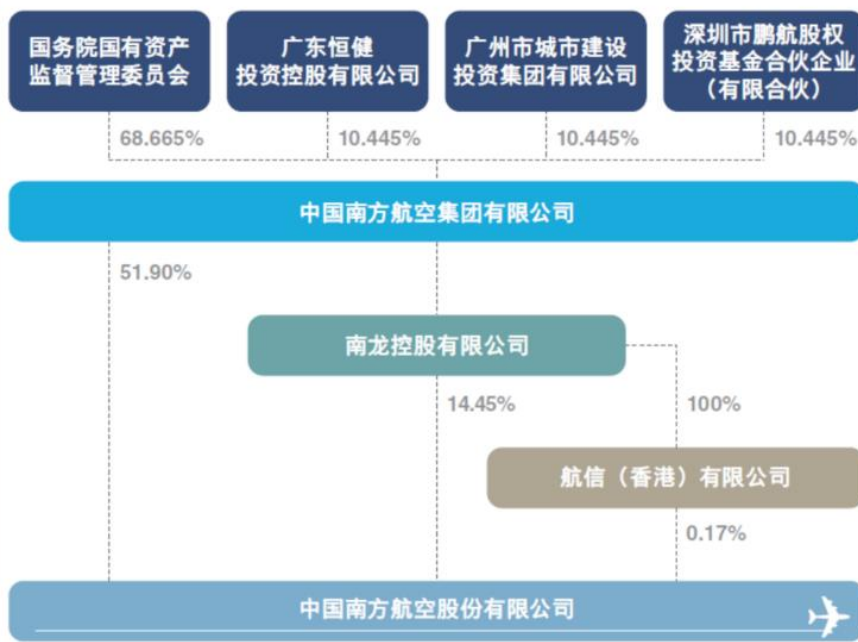 国务院国有资产
监督管理委员会
广东恒健
投资控股有限公司
广州市城市建设
投资集团有限公司
深圳市鹏航股权
投资基金合伙企业
（有限合伙）
68.665%
10.445%
10.445%
10.445%
中国南方航空集团有限公司
51.90%
南龙控股有限公司
14.45%
100%
航信（香港）有限公司
0.17%
中国南方航空股份有限公司